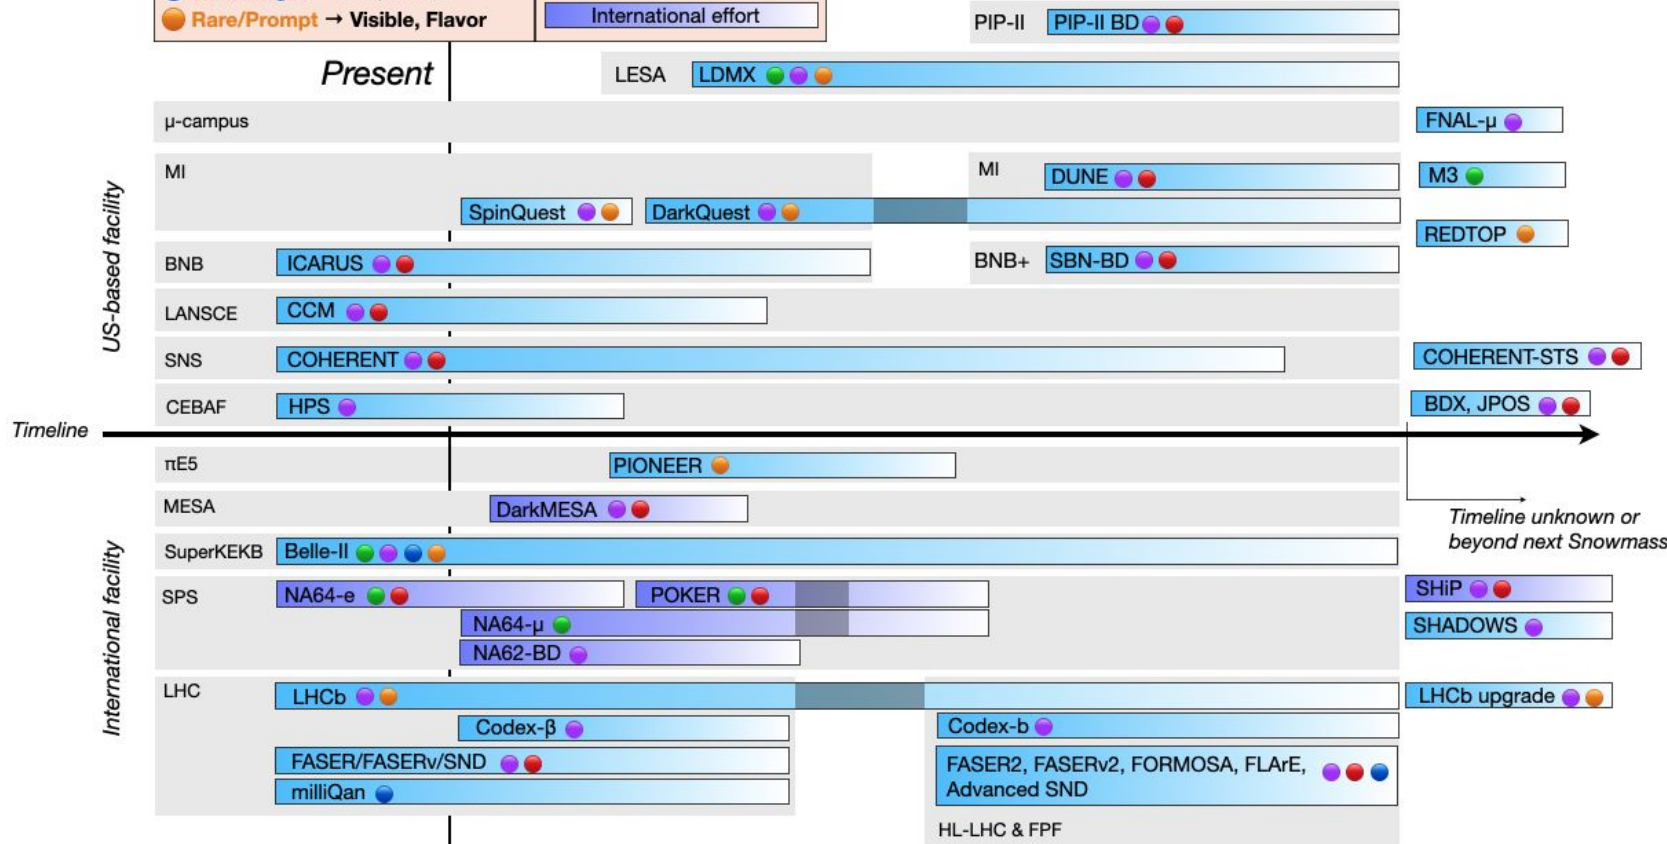 Rare/Prompt → Visible, Flavor
International effort
PIP-II
PIP-II BD
Present
LESA
LDMX
μ-campus
FNAL-μ
MI
MI
DUNE
M3
SpinQuest
DarkQuest
REDTOP
BNB
ICARUS
BNB+
SBN-BD
LANSCE
CCM
SNS
COHERENT
COHERENT-STS
CEBAF
HPS
BDX, JPOS
US-based facility
Timeline
πE5
PIONEER
MESA
DarkMESA
Timeline unknown or
beyond next Snowmass
SuperKEKB
Belle-II
SPS
NA64-e
POKER
SHiP
NA64-μ
SHADOWS
NA62-BD
International facility
LHC
LHCb
LHCb upgrade
Codex-β
Codex-b
FASER/FASERν/SND
FASER2, FASERν2, FORMOSA, FLArE,
Advanced SND
milliQan
HL-LHC & FPF